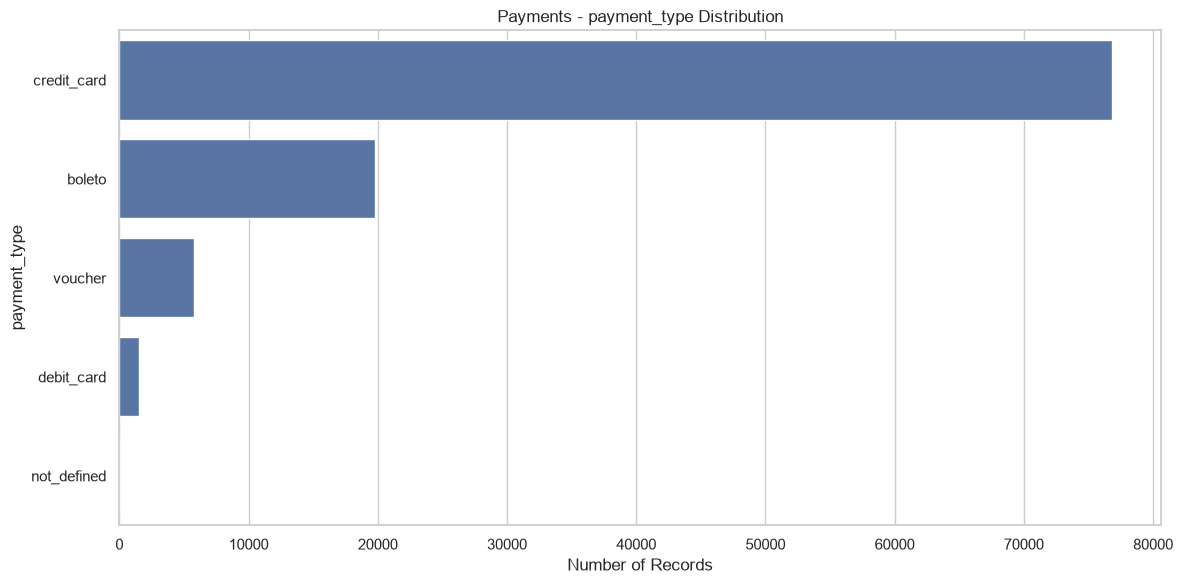 Payments - payment_type Distribution
credit_card
boleto
voucher
debit_card
not_defined
payment_type
0 10000 20000 30000 40000 50000 60000 70000 80000
Number of Records